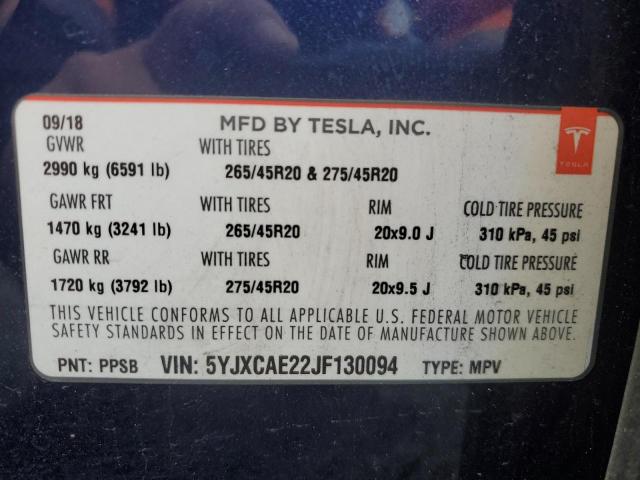 09/18 MFD BY TESLA, INC.
GVWR WITH TIRES
2990 kg (6591 lb) 265/45R20 & 275/45R20
TESLA
GAWR FRT WITH TIRES RIM COLD TIRE PRESSURE
1470 kg (3241 lb) 265/45R20 20x9.0 J 310 kPa, 45 psi
GAWR RR WITH TIRES RIM COLD TIRE PRESSURE
1720 kg (3792 lb) 275/45R20 20x9.5 J 310 kPa, 45 psi
THIS VEHICLE CONFORMS TO ALL APPLICABLE U.S. FEDERAL MOTOR VEHICLE
SAFETY STANDARDS IN EFFECT ON THE DATE OF MANUFACTURE SHOWN ABOVE.
PNT: PPSB VIN: 5YJXCAE22JF130094 TYPE: MPV